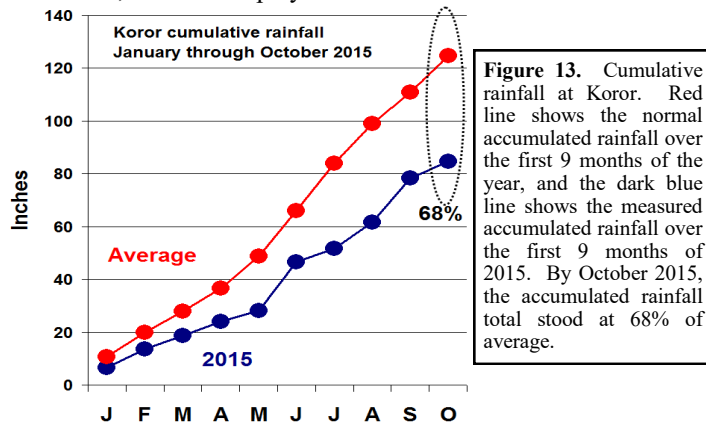 140
120
100
80
60
40
20
0
Inches
Koror cumulative rainfall
January through October 2015
Average
2015
68%
J F M A M J J A S O
Figure 13. Cumulative
rainfall at Koror. Red
line shows the normal
accumulated rainfall over
the first 9 months of the
year, and the dark blue
line shows the measured
accumulated rainfall over
the first 9 months of
2015. By October 2015,
the accumulated rainfall
total stood at 68% of
average.